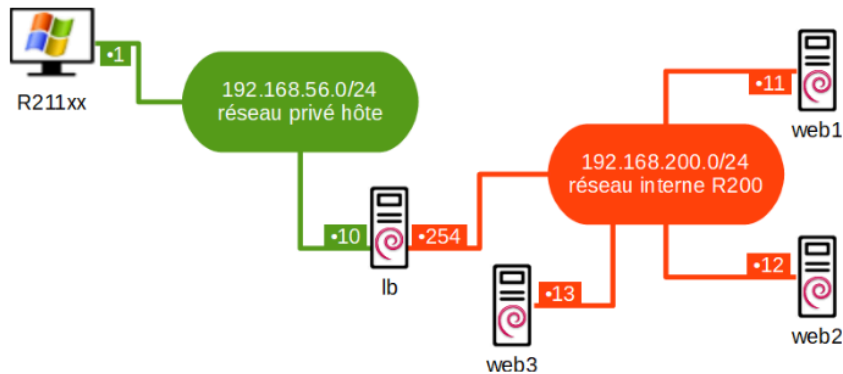 •1
R211xx
192.168.56.0/24
réseau privé hôte
•10
•254
lb
192.168.200.0/24
réseau interne R200
•11
web1
•12
web2
•13
web3